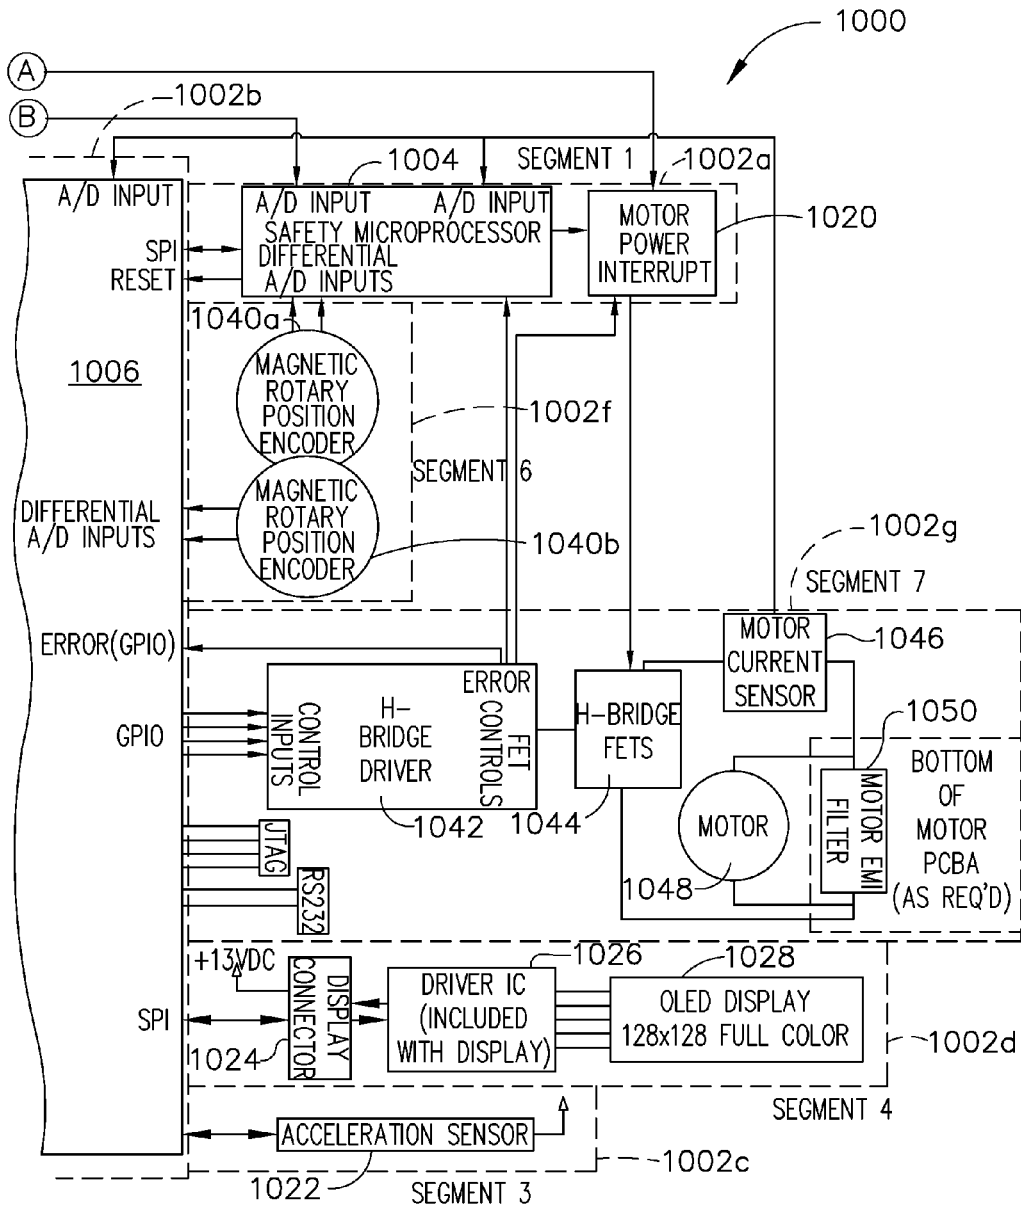 1000
A
1002b
B
1004
SEGMENT 1
1002a
A/D INPUT
A/D INPUT
A/D INPUT
SAFETY MICROPROCESSOR
DIFFERENTIAL
A/D INPUTS
MOTOR
POWER
INTERRUPT
1020
SPI
RESET
1040a
1006
MAGNETIC
ROTARY
POSITION
ENCODER
1002f
SEGMENT 6
MAGNETIC
ROTARY
POSITION
ENCODER
1040b
DIFFERENTIAL
A/D INPUTS
1002g
SEGMENT 7
ERROR(GPIO)
MOTOR
CURRENT
SENSOR
1046
ERROR
CONTROL
INPUTS
H-
BRIDGE
DRIVER
FET
CONTROLS
H-BRIDGE
FETS
1050
GPIO
1042
1044
MOTOR
1048
MOTOR EMI
FILTER
BOTTOM
OF
MOTOR
PCBA
(AS REQ'D)
JTAG
RS232
+13VDC
DISPLAY
CONNECTOR
1024
SPI
1026
DRIVER IC
(INCLUDED
WITH DISPLAY)
1028
OLED DISPLAY
128x128 FULL COLOR
1002d
SEGMENT 4
ACCELERATION SENSOR
1022
1002c
SEGMENT 3